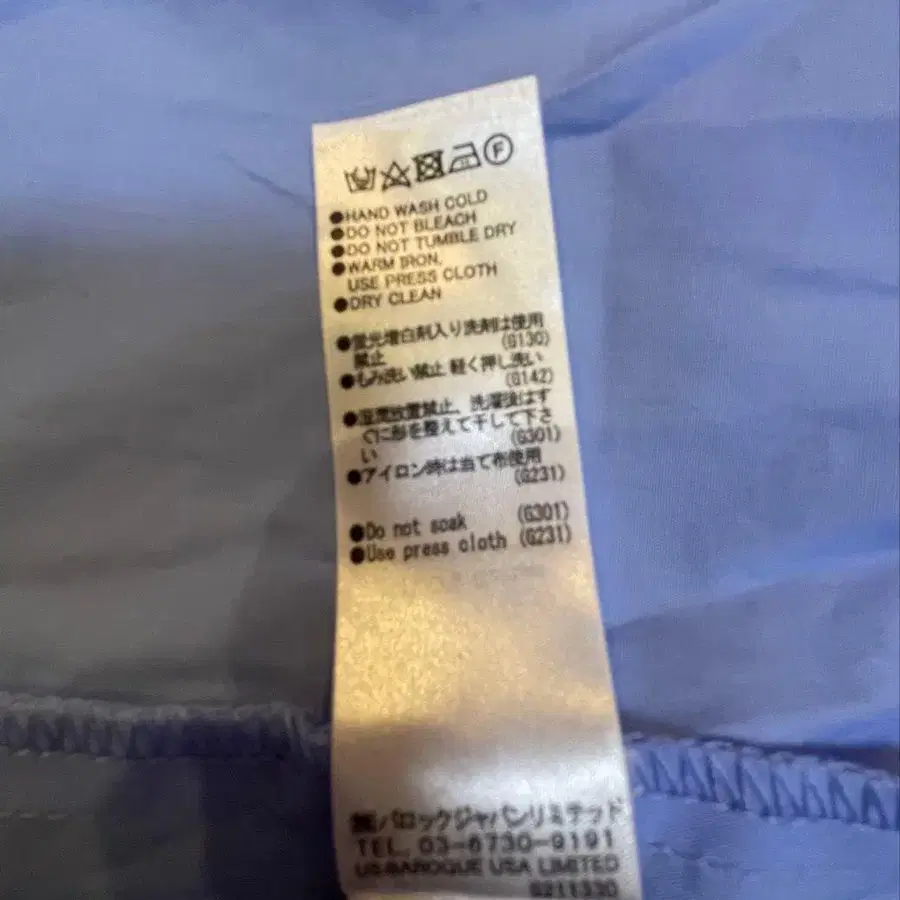 F
●HAND WASH COLD
●DO NOT BLEACH
●DO NOT TUMBLE DRY
●WARM IRON,
USE PRESS CLOTH
●DRY CLEAN
●蛍光増白剤入り洗剤は使用
禁止 (G130)
●もみ洗い禁止 軽く押し洗い
(G142)
●湿潤放置禁止、洗濯後はす
ぐに形を整えて干して下さ
い (G301)
●アイロン時は当て布使用
(G231)
●Do not soak (G301)
●Use press cloth (G231)
㈱バロックジャパンリミテッド
TEL. 03-6730-9191
US-BAROQUE USA LIMITED